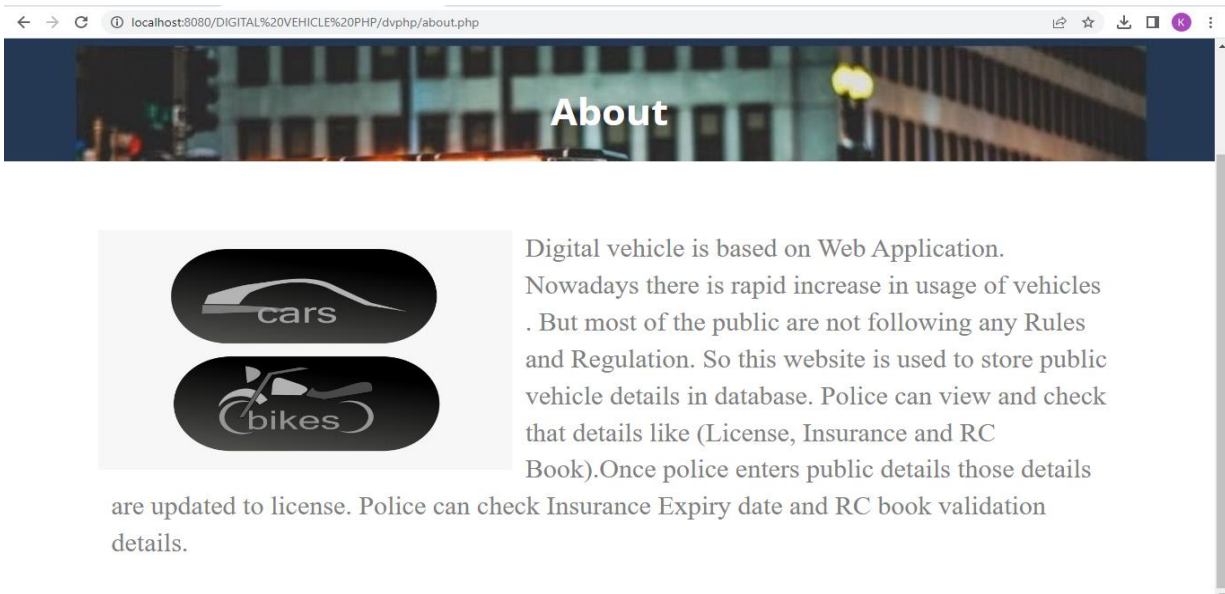 localhost:8080/DIGITAL%20VEHICLE%20PHP/dvphp/about.php
K
About
cars
bikes
Digital vehicle is based on Web Application.
Nowadays there is rapid increase in usage of vehicles
. But most of the public are not following any Rules
and Regulation. So this website is used to store public
vehicle details in database. Police can view and check
that details like (License, Insurance and RC
Book).Once police enters public details those details
are updated to license. Police can check Insurance Expiry date and RC book validation
details.